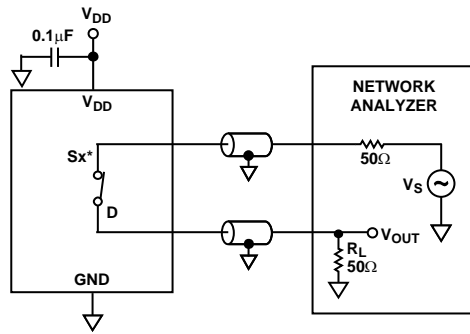 V_DD
0.1µF
V_DD
NETWORK
ANALYZER
Sx*
50Ω
V_S
~
D
V_OUT
R_L
50Ω
GND